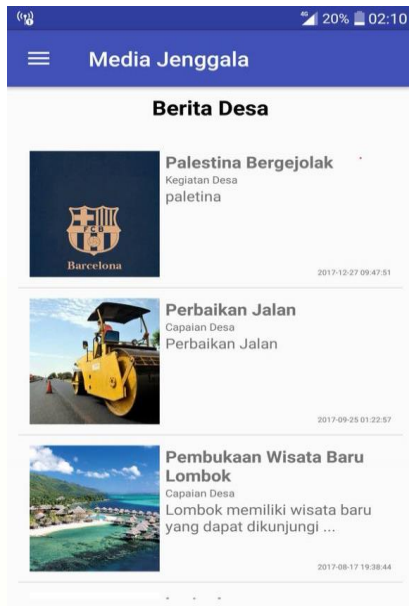 4G 20% 02:10
Media Jenggala
Berita Desa
Palestina Bergejolak
Kegiatan Desa
paletina
FCB
Barcelona
2017-12-27 09:47:51
Perbaikan Jalan
Capaian Desa
Perbaikan Jalan
2017-09-25 01:22:57
Pembukaan Wisata Baru
Lombok
Capaian Desa
Lombok memiliki wisata baru
yang dapat dikunjungi ...
2017-08-17 19:38:44